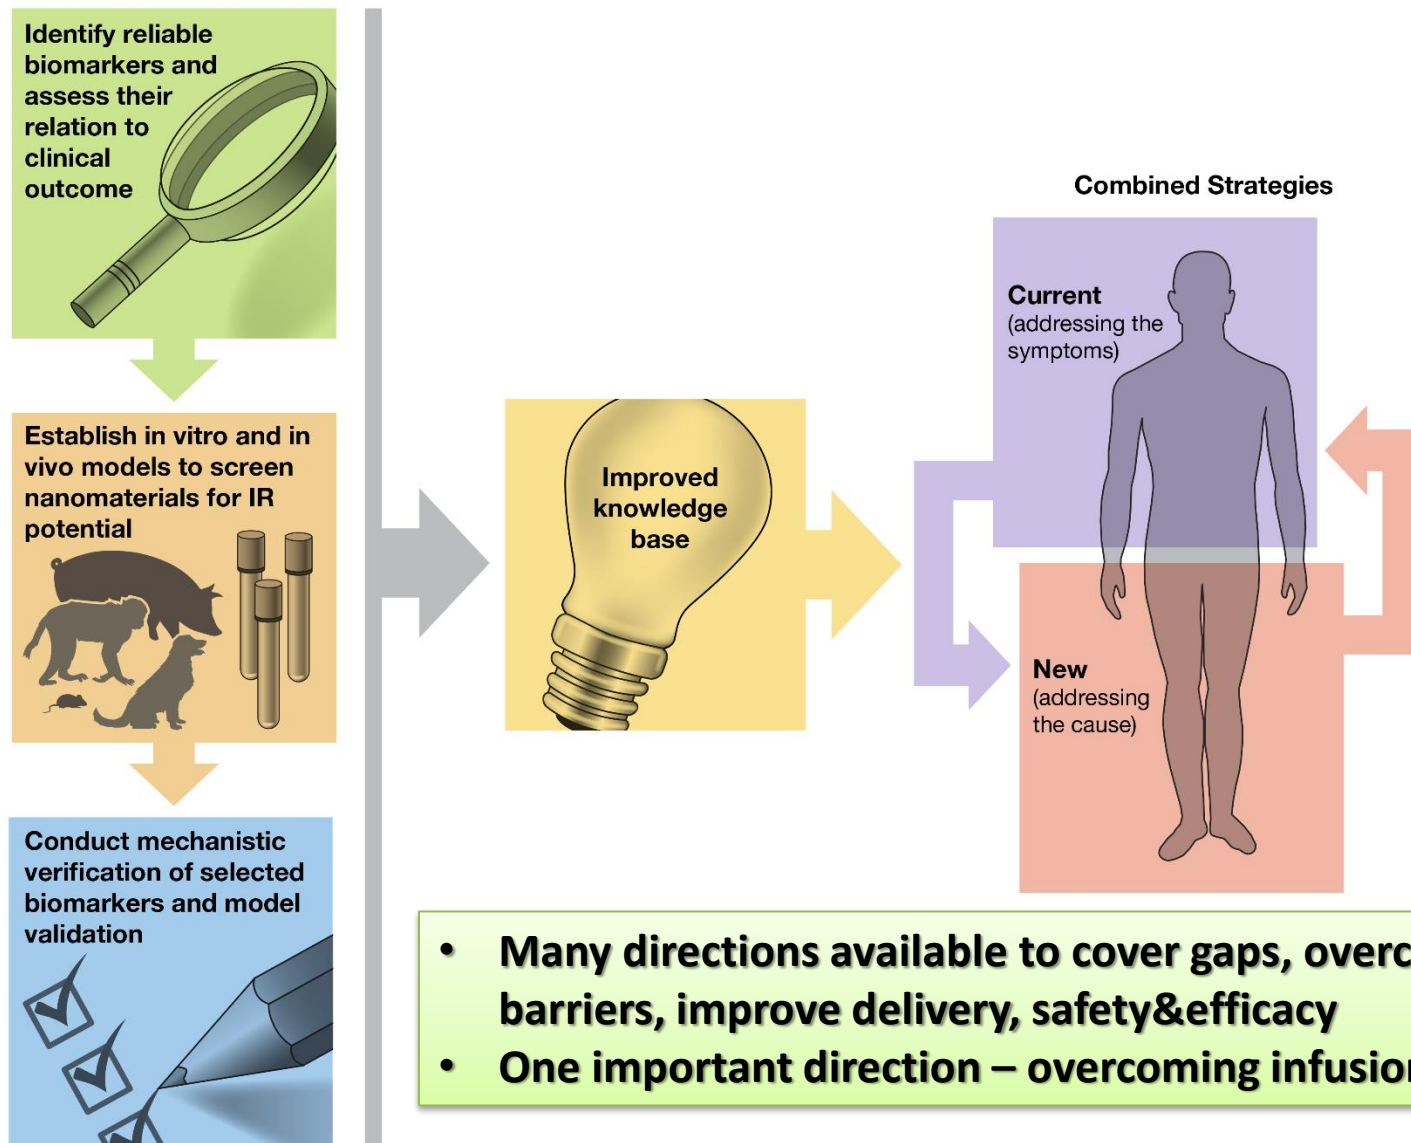 Identify reliable
biomarkers and
assess their
relation to
clinical
outcome
Establish in vitro and in
vivo models to screen
nanomaterials for IR
potential
Conduct mechanistic
verification of selected
biomarkers and model
validation
Improved
knowledge
base
Combined Strategies
Current
(addressing the
symptoms)
New
(addressing
the cause)
• Many directions available to cover gaps,
barriers, improve delivery, safety&efficacy
• One important direction – overcoming